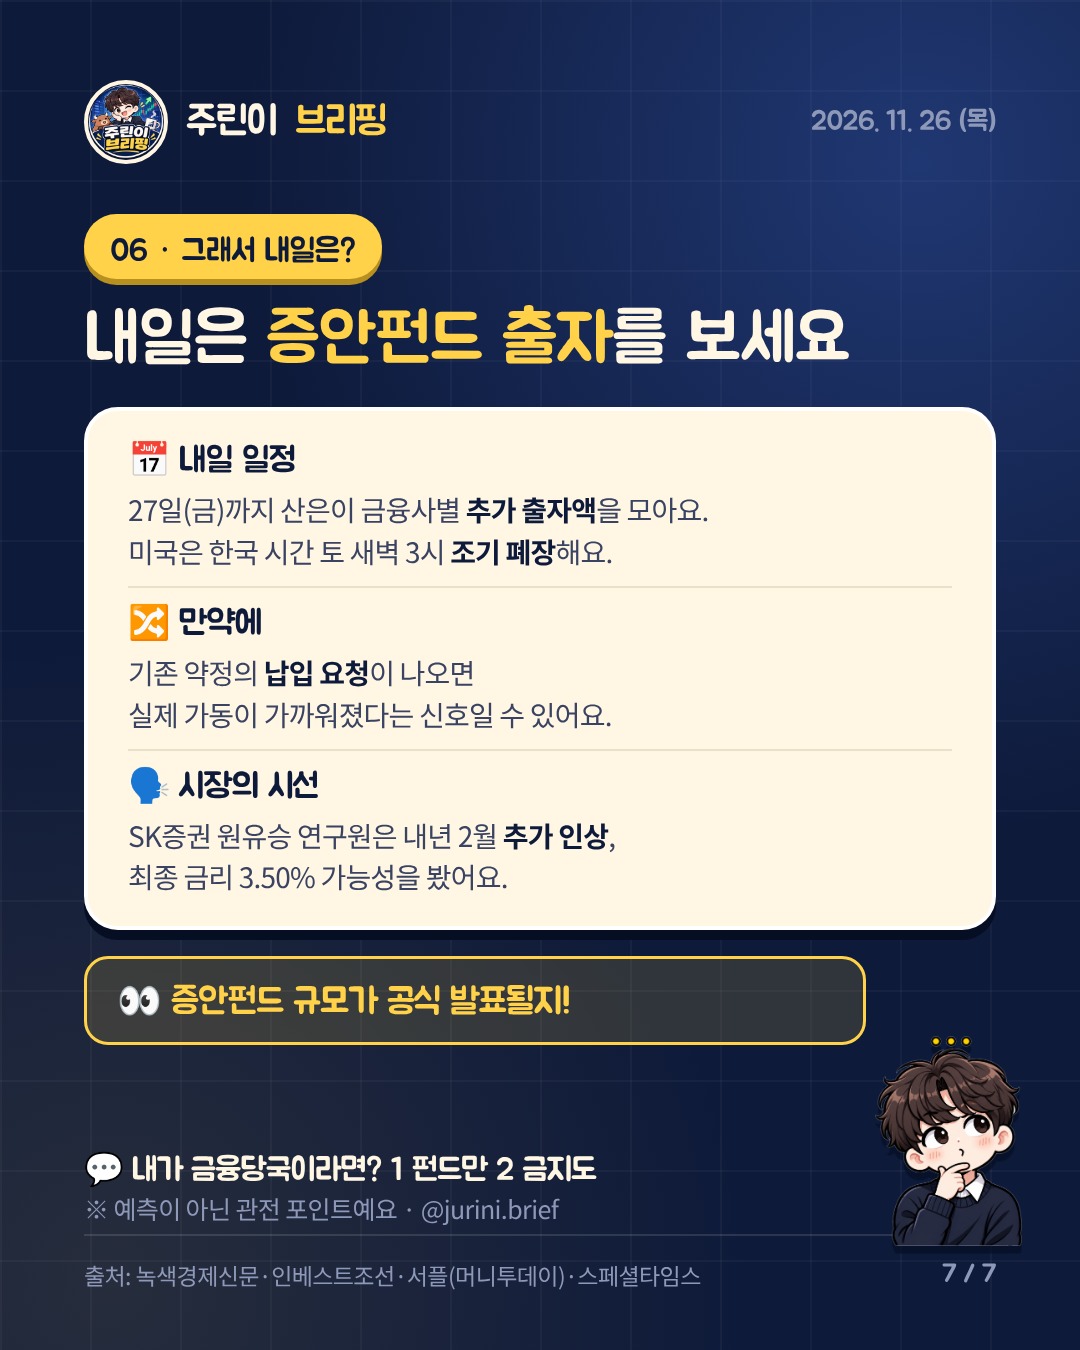 주린이 브리핑
2026. 11. 26 (목)
06 · 그래서 내일은?
내일은 증안펀드 출자를 보세요
📅 내일 일정
27일(금)까지 산은이 금융사별 추가 출자액을 모아요.
미국은 한국 시간 토 새벽 3시 조기 폐장해요.
🔀 만약에
기존 약정의 납입 요청이 나오면
실제 가동이 가까워졌다는 신호일 수 있어요.
🗣️ 시장의 시선
SK증권 원유승 연구원은 내년 2월 추가 인상,
최종 금리 3.50% 가능성을 봤어요.
👀 증안펀드 규모가 공식 발표될지!
💬 내가 금융당국이라면? 1 펀드만 2 금지도
※ 예측이 아닌 관전 포인트예요 · @jurini.brief
출처: 녹색경제신문·인베스트조선·서플(머니투데이)·스페셜타임스
7 / 7